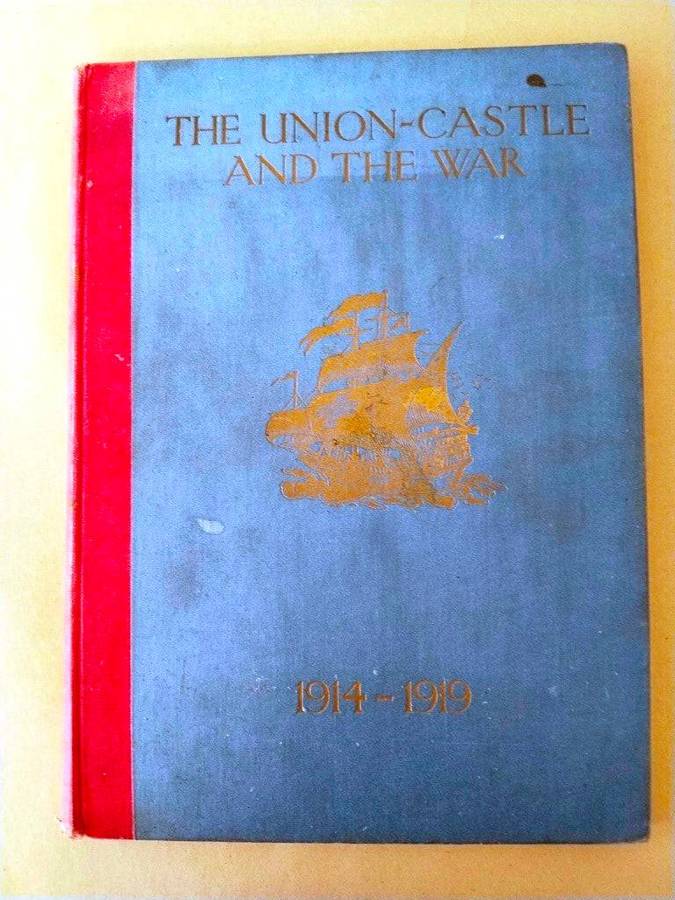 THE UNION-CASTLE
AND THE WAR
1914-1919